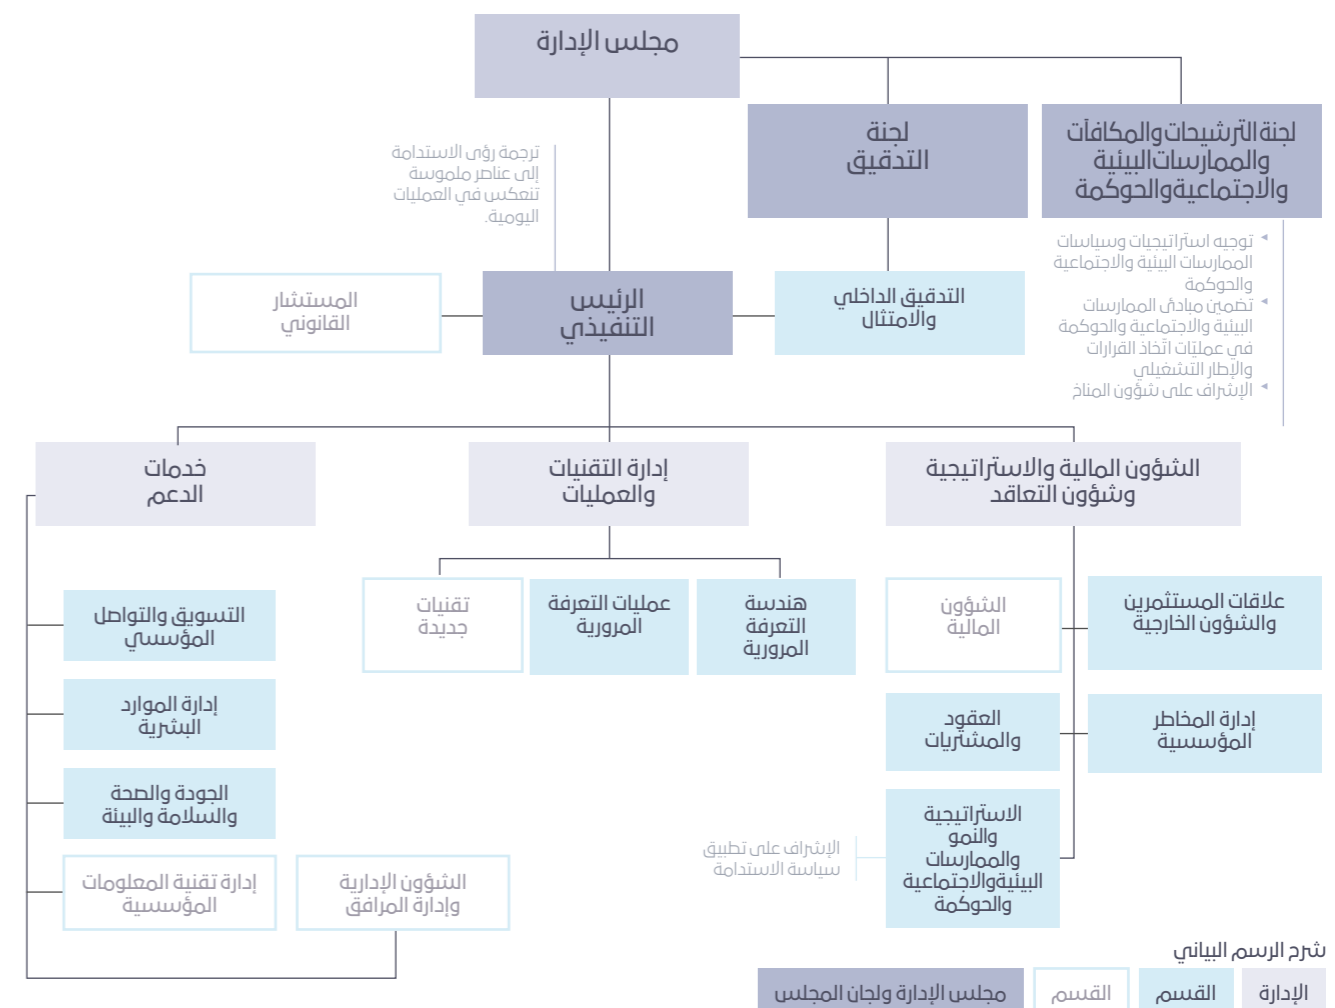 مجلس الإدارة
لجنة الترشيحات والمكافآت
والممارسات البيئية
والاجتماعية والحوكمة
لجنة
التدقيق
ترجمة رؤى الاستدامة
إلى عناصر ملموسة
تنعكس في العمليات
اليومية.
توجيه استراتيجيات وسياسات
الممارسات البيئية والاجتماعية
والحوكمة
تضمين مبادئ الممارسات
البيئية والاجتماعية والحوكمة
في عمليّات اتّخاذ القرارات
والإطار التشغيلي
الإشراف على شؤون المناخ
التدقيق الداخلي
والامتثال
الرئيس
التنفيذي
المستشار
القانوني
الشؤون المالية والاستراتيجية
وشؤون التعاقد
إدارة التقنيات
والعمليات
خدمات
الدعم
علاقات المستثمرين
والشؤون الخارجية
الشؤون
المالية
إدارة المخاطر
المؤسسية
العقود
والمشتريات
الاستراتيجية
والنمو
والممارسات
البيئية والاجتماعية
والحوكمة
الإشراف على تطبيق
سياسة الاستدامة
هندسة
التعرفة
المرورية
عمليات التعرفة
المرورية
تقنيات
جديدة
التسويق والتواصل
المؤسسي
إدارة الموارد
البشرية
الجودة والصحة
والسلامة والبيئة
الشؤون الإدارية
وإدارة المرافق
إدارة تقنية المعلومات
المؤسسية
شرح الرسم البياني
الإدارة
القسم
القسم
مجلس الإدارة ولجان المجلس